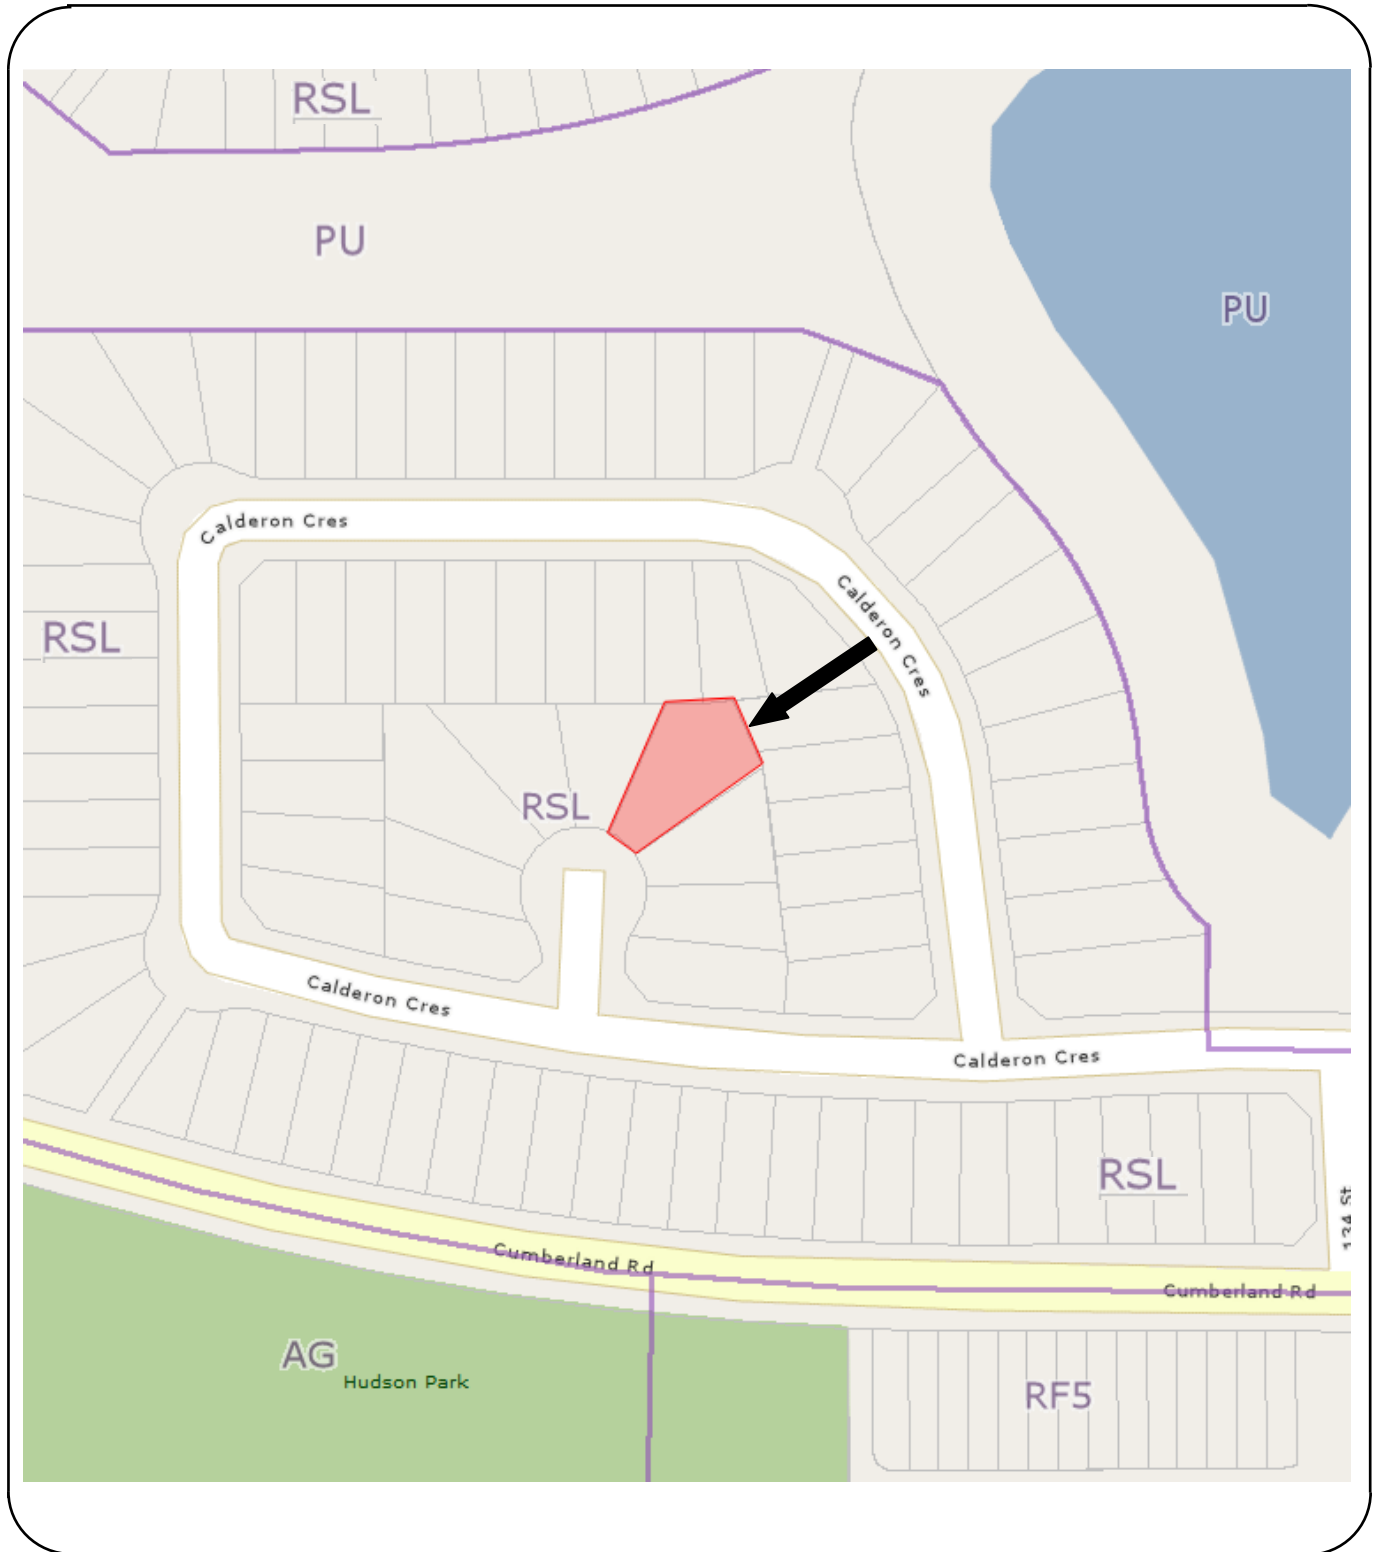 RSL
PU
PU
Calderon Cres
Calderon Cres
RSL
RSL
Calderon Cres
Calderon Cres
RSL
134 St
Cumberland Rd
Cumberland Rd
AG
Hudson Park
RF5